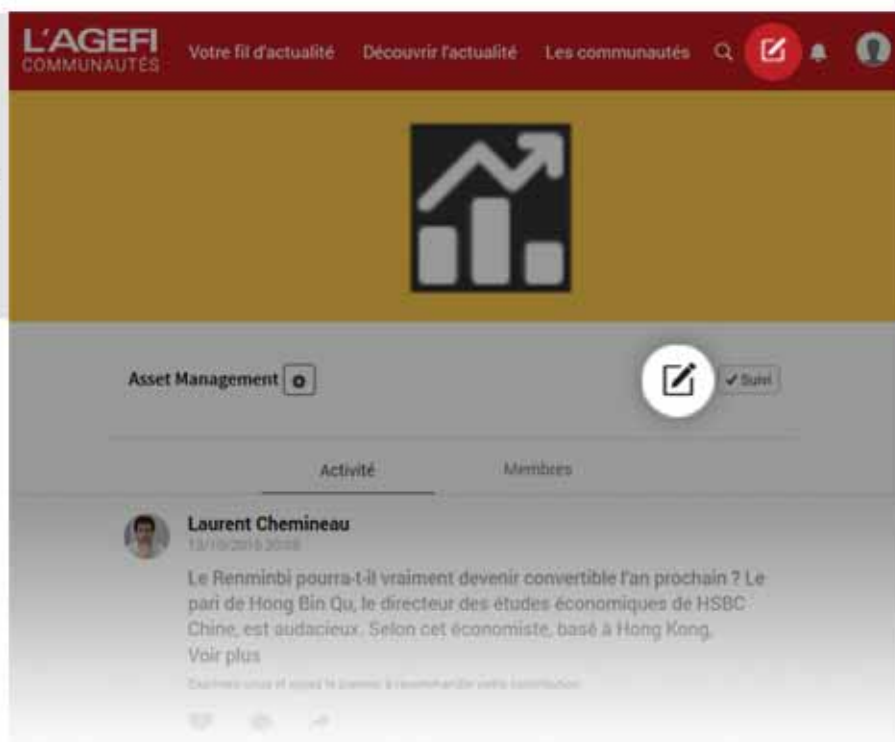 L'AGEFI
COMMUNAUTÉS
Votre fil d'actualité Découvrir l'actualité Les communautés
Asset Management
✔ Suivi
Activité Membres
Laurent Chemineau
Le Renminbi pourra-t-il vraiment devenir convertible l'an prochain ? Le
pari de Hong Bin Qu, le directeur des études économiques de HSBC
Chine, est audacieux. Selon cet économiste, basé à Hong Kong,
Voir plus